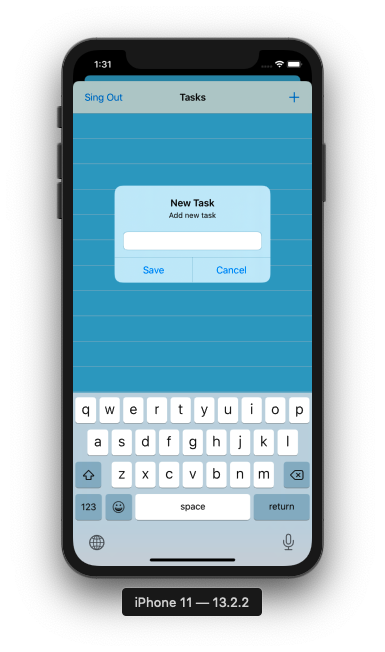 1:31
Sing Out Tasks +
New Task
Add new task
Save Cancel
q w e r t y u i o p
a s d f g h j k l
z x c v b n m
123 space return
iPhone 11 — 13.2.2